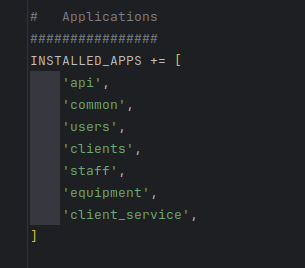 #   Applications
################
INSTALLED_APPS += [
    'api',
    'common',
    'users',
    'clients',
    'staff',
    'equipment',
    'client_service',
]